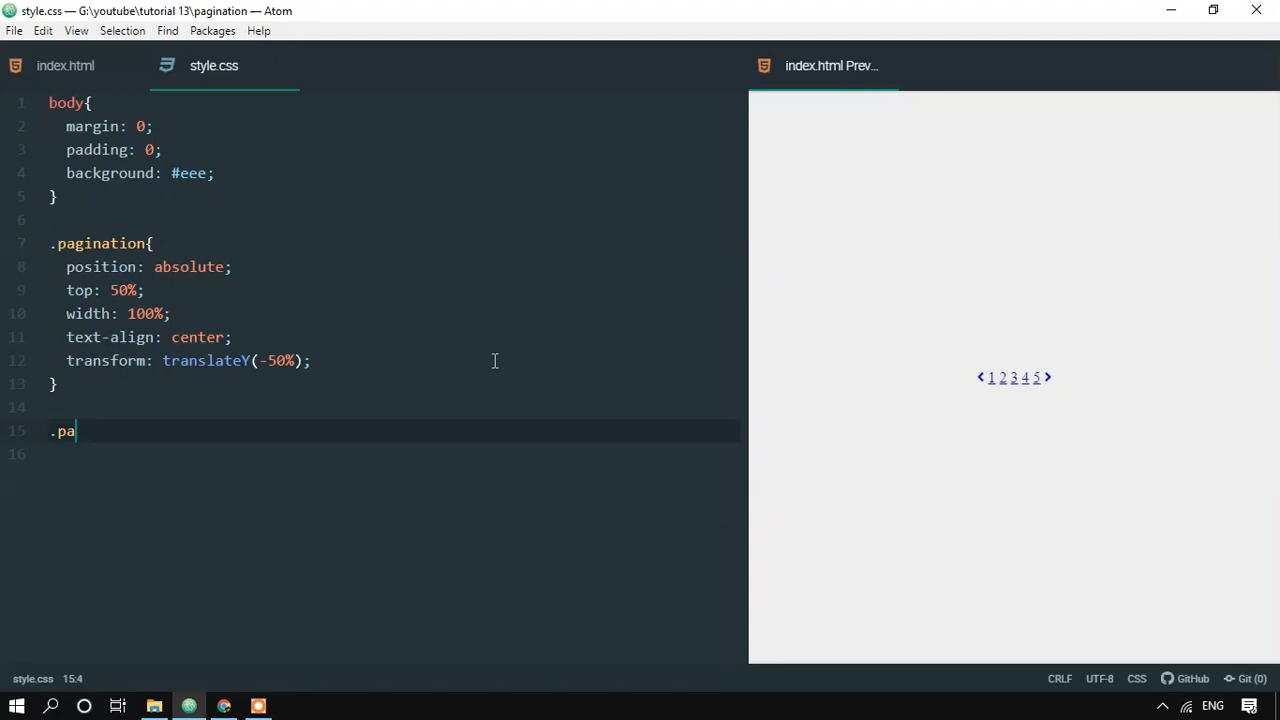 style.css — G:\youtube\tutorial 13\pagination — Atom
File Edit View Selection Find Packages Help
index.html style.css index.html Prev...
1 body{
2 margin: 0;
3 padding: 0;
4 background: #eee;
5 }
6
7 .pagination{
8 position: absolute;
9 top: 50%;
10 width: 100%;
11 text-align: center;
12 transform: translateY(-50%);
13 }
14
15 .pa
16
< 1 2 3 4 5 >
style.css 15:4 CRLF UTF-8 CSS GitHub Git (0)
ENG